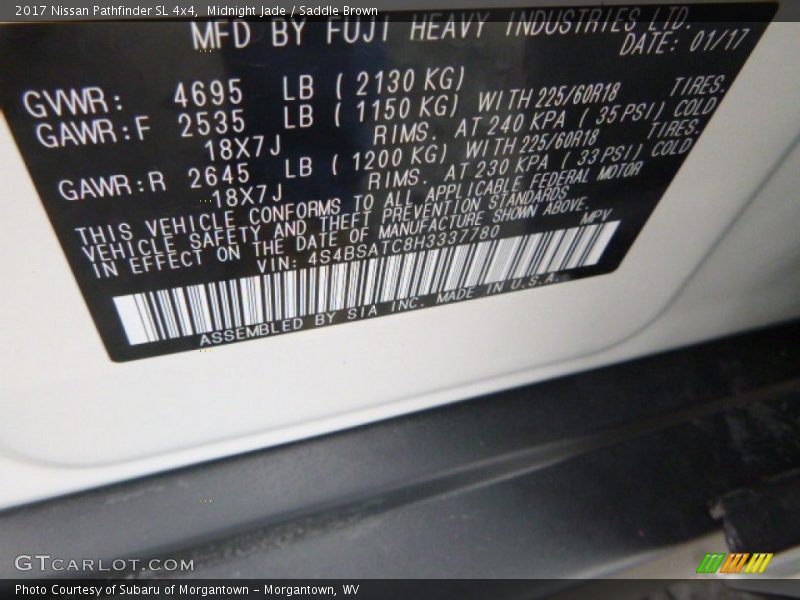 2017 Nissan Pathfinder SL 4x4, Midnight Jade / Saddle Brown
MFD BY FUJI HEAVY INDUSTRIES LTD.
DATE: 01/17
GVWR: 4695 LB ( 2130 KG)
GAWR:F 2535 LB ( 1150 KG) WITH 225/60R18 TIRES.
18X7J RIMS. AT 240 KPA ( 35 PSI) COLD
GAWR:R 2645 LB ( 1200 KG) WITH 225/60R18 TIRES.
18X7J RIMS. AT 230 KPA ( 33 PSI) COLD
THIS VEHICLE CONFORMS TO ALL APPLICABLE FEDERAL MOTOR
VEHICLE SAFETY AND THEFT PREVENTION STANDARDS
IN EFFECT ON THE DATE OF MANUFACTURE SHOWN ABOVE.
VIN: 4S4BSATC8H3337780 MPV
ASSEMBLED BY SIA INC. MADE IN U.S.A.
GTCARLOT.COM
Photo Courtesy of Subaru of Morgantown - Morgantown, WV